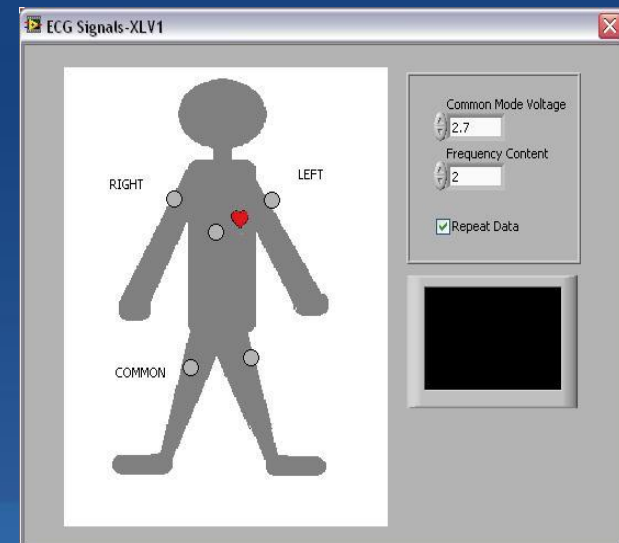 ECG Signals-XLV1
RIGHT
LEFT
COMMON
Common Mode Voltage
2.7
Frequency Content
2
Repeat Data